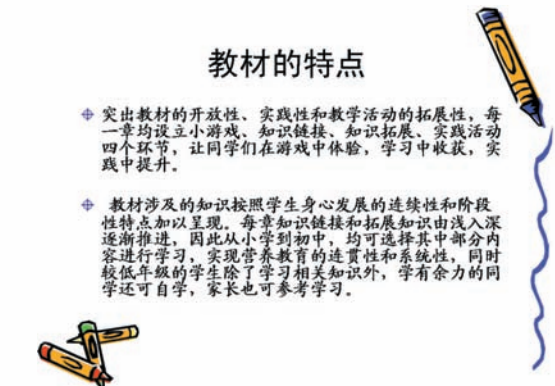 教材的特点
突出教材的开放性、实践性和教学活动的拓展性，每
一章均设立小游戏、知识链接、知识拓展、实践活动
四个环节，让同学们在游戏中体验，学习中收获，实
践中提升。
教材涉及的知识按照学生身心发展的连续性和阶段
性特点加以呈现。每章知识链接和拓展知识由浅入深
逐渐推进，因此从小学到初中，均可选择其中部分内
容进行学习，实现营养教育的连贯性和系统性，同时
较低年级的学生除了学习相关知识外，学有余力的同
学还可自学，家长也可参考学习。